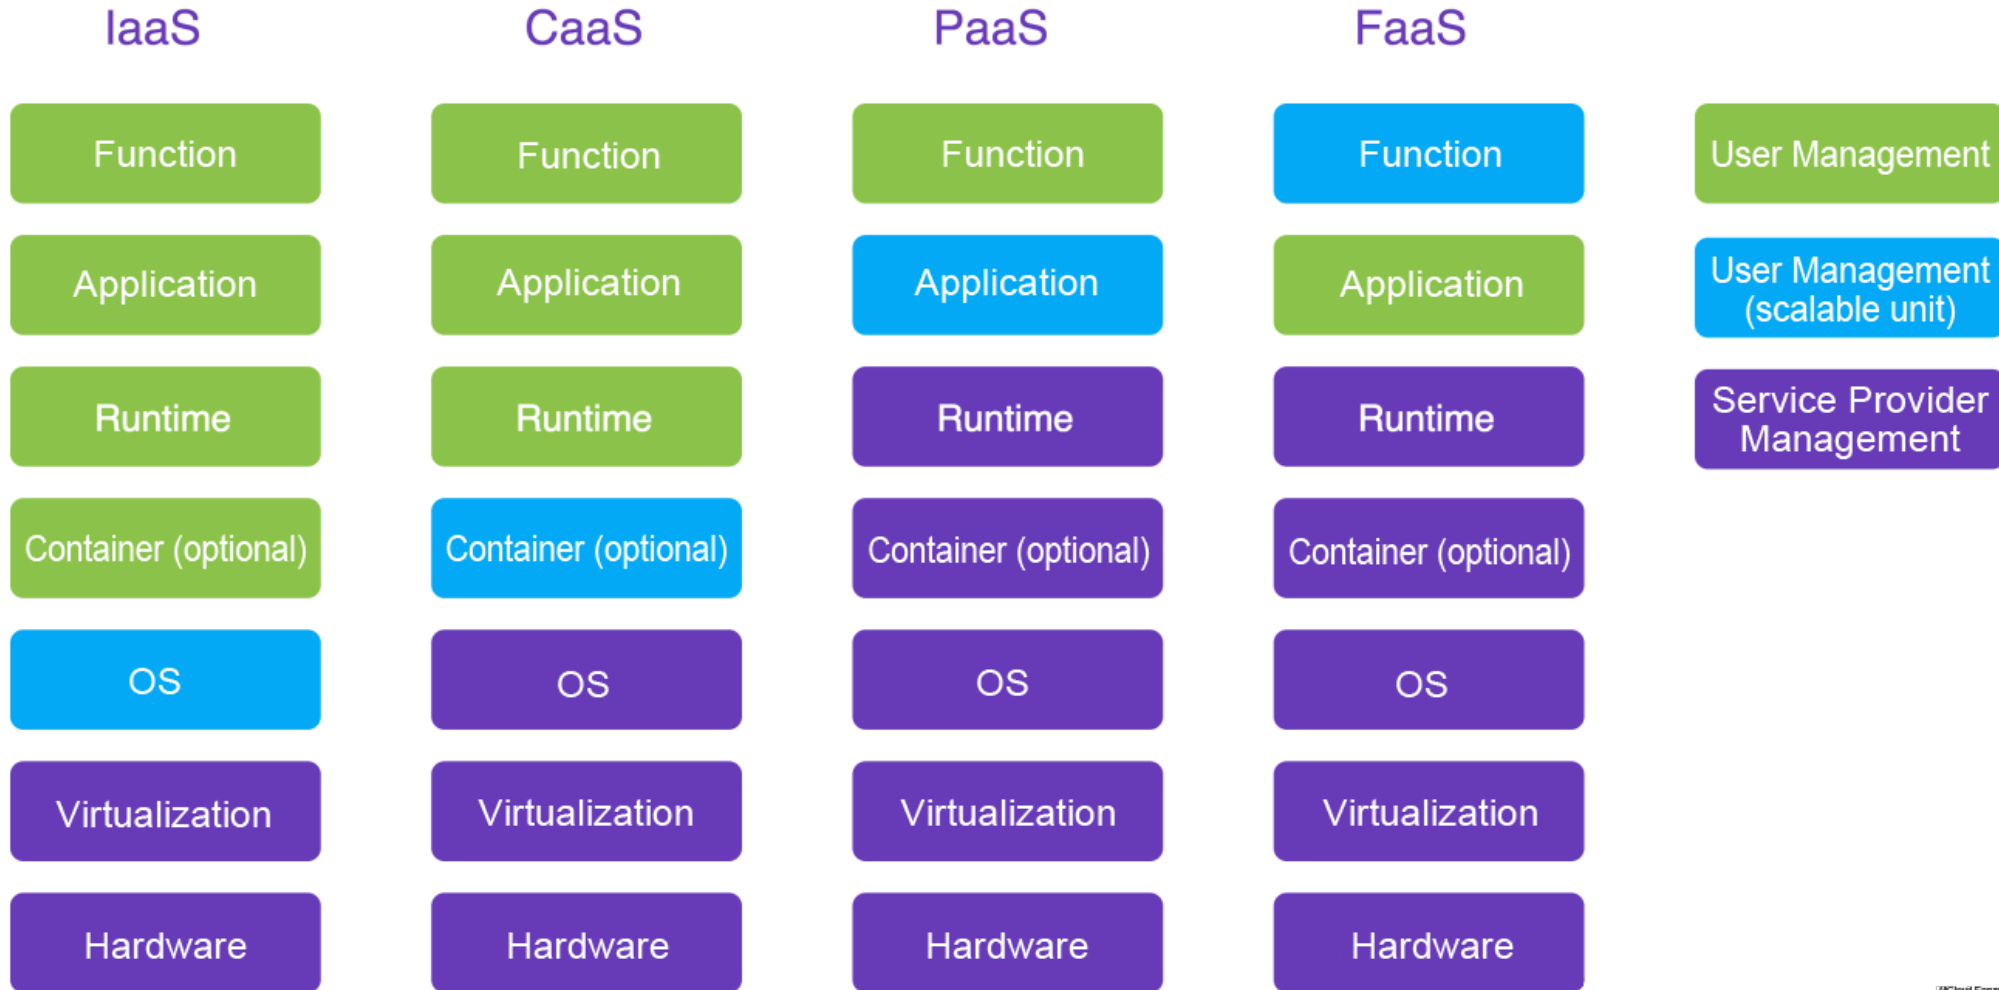 IaaS CaaS PaaS FaaS
Function Function Function Function User Management
Application Application Application Application User Management
(scalable unit)
Runtime Runtime Runtime Runtime Service Provider
Management
Container (optional) Container (optional) Container (optional) Container (optional)
OS OS OS OS
Virtualization Virtualization Virtualization Virtualization
Hardware Hardware Hardware Hardware